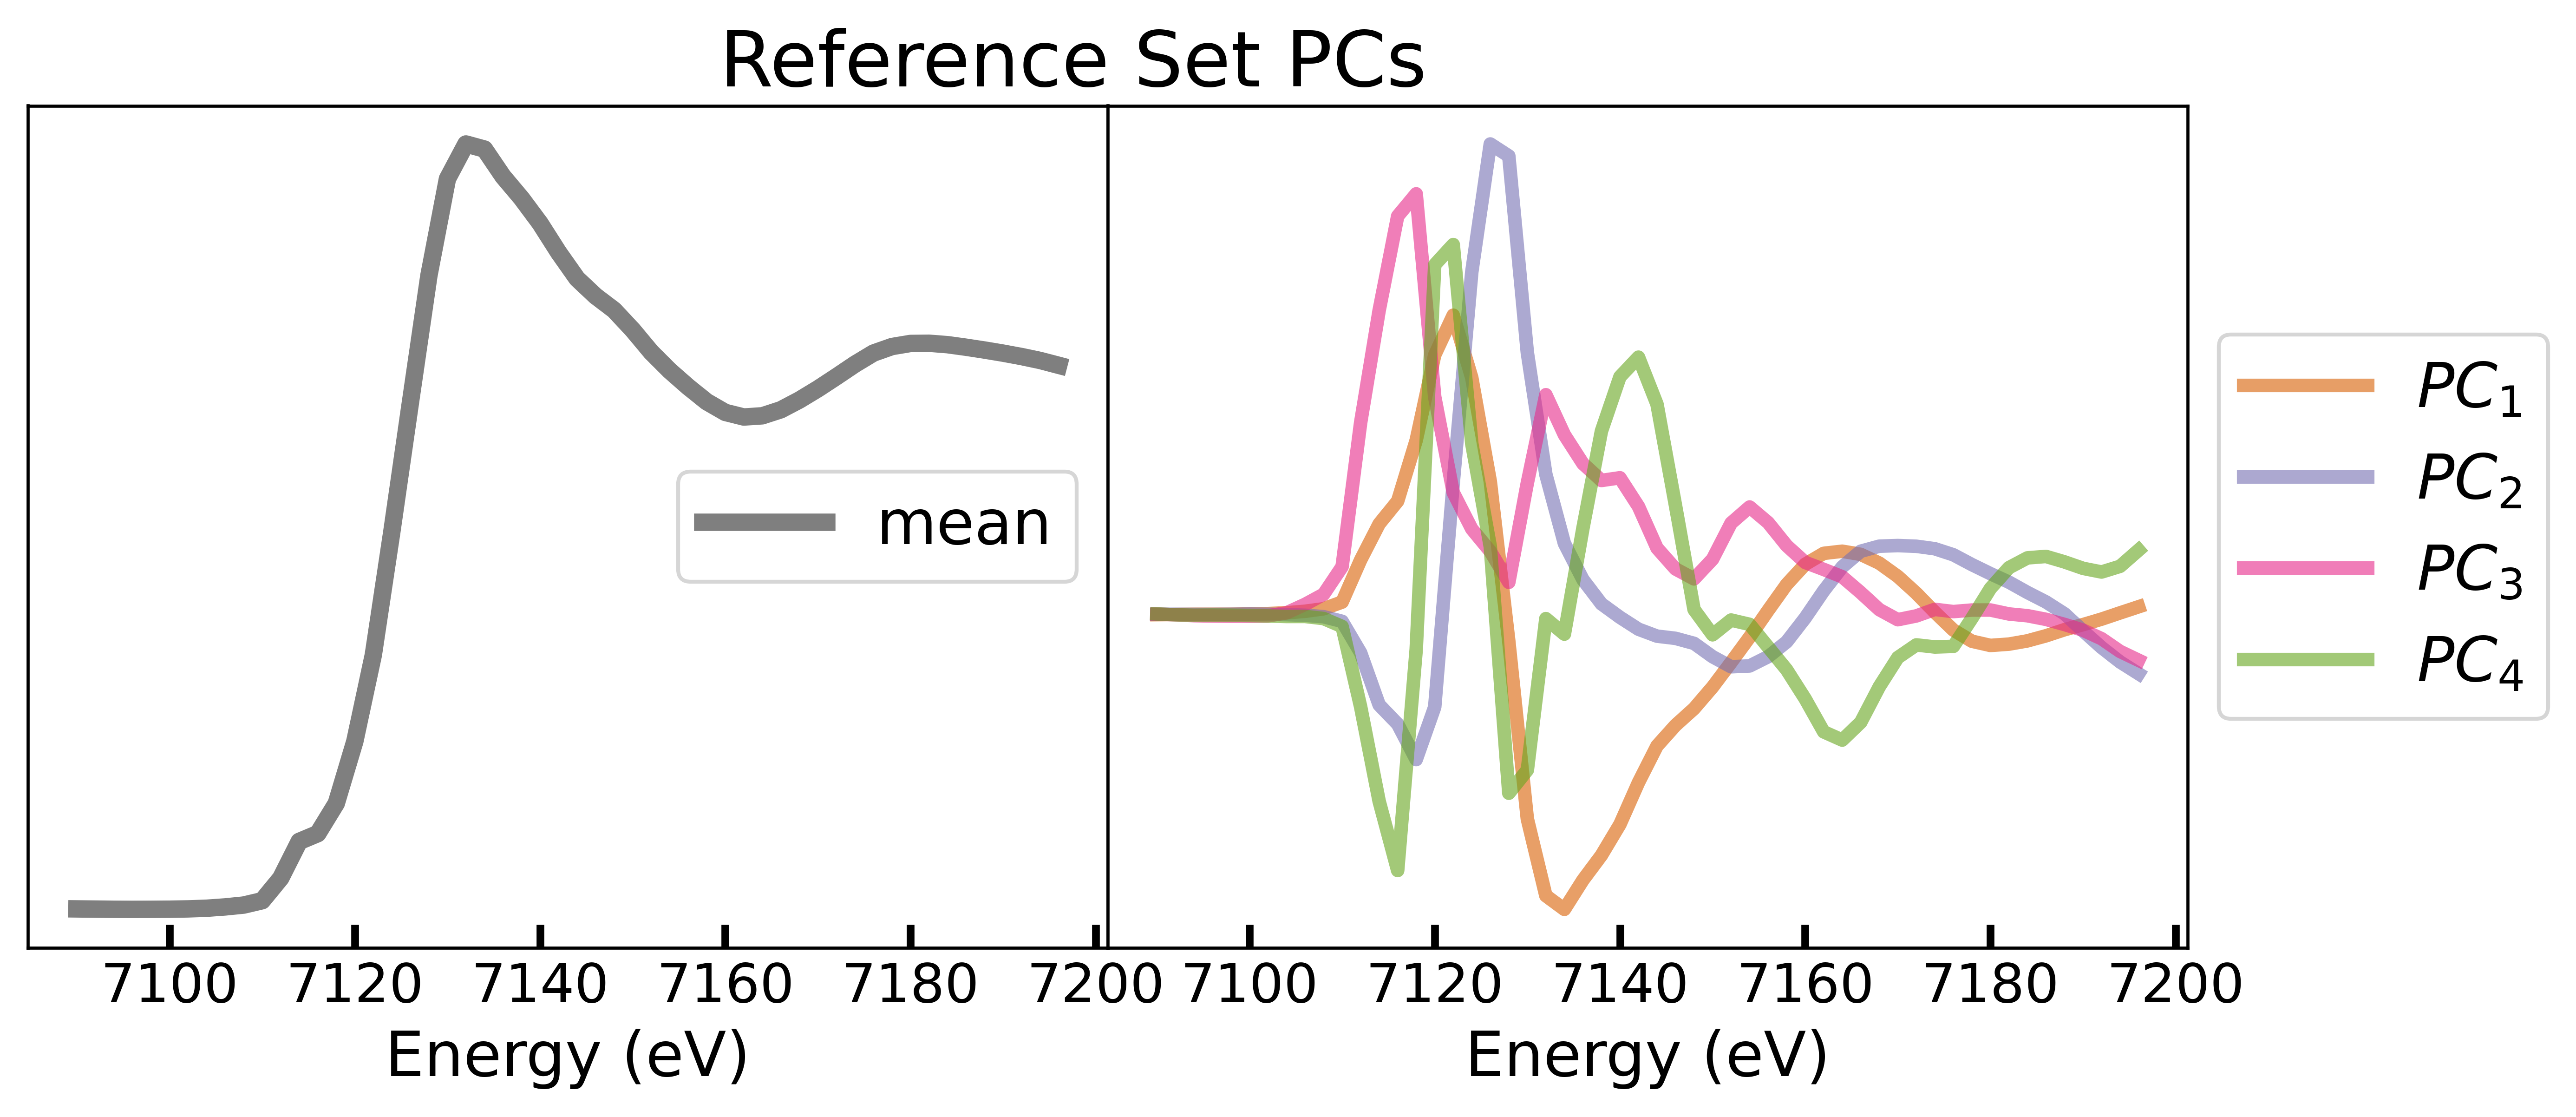 Reference Set PCs
mean
7100 7120 7140 7160 7180 7200
Energy (eV)
7100 7120 7140 7160 7180 7200
Energy (eV)
PC₁
PC₂
PC₃
PC₄